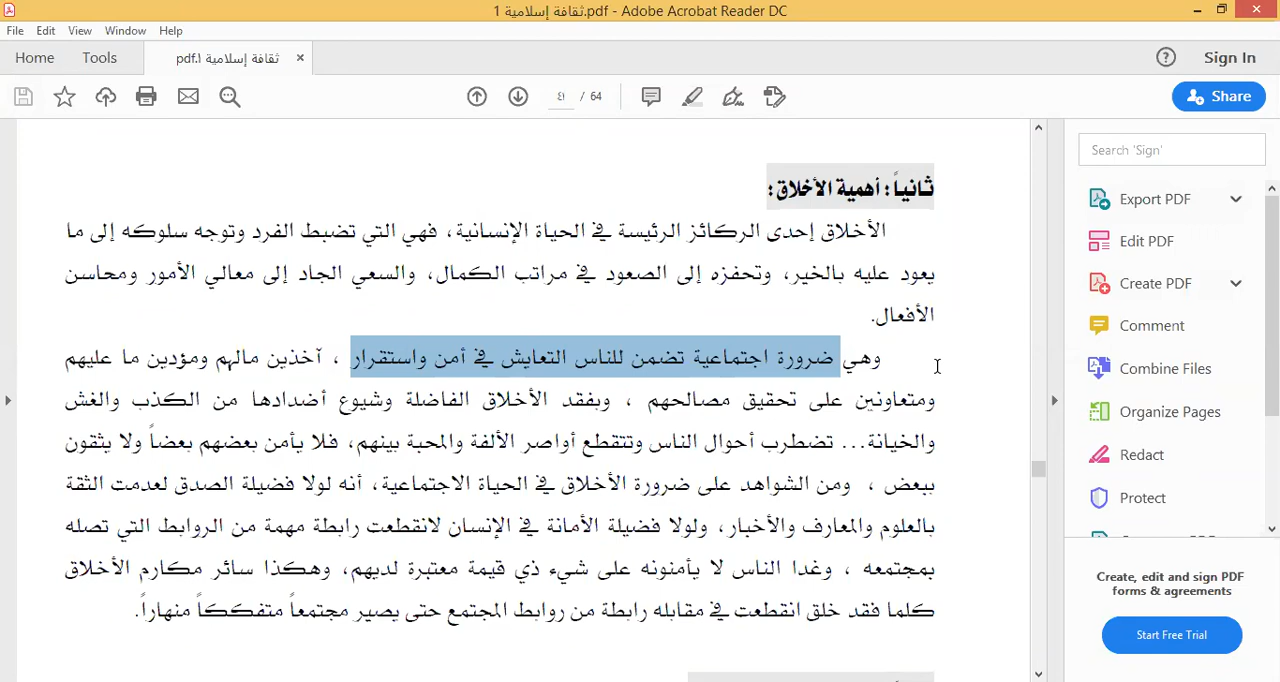 ثقافة إسلامية 1.pdf - Adobe Acrobat Reader DC
File Edit View Window Help
Home Tools ثقافة إسلامية ١.pdf × ? Sign In
/ 64 Share
Search 'Sign'
ثانياً: أهمية الأخلاق:
الأخلاق إحدى الركائز الرئيسة في الحياة الإنسانية، فهي التي تضبط الفرد وتوجه سلوكه إلى ما
يعود عليه بالخير، وتحفزه إلى الصعود في مراتب الكمال، والسعي الجاد إلى معالي الأمور ومحاسن
الأفعال.
وهي ضرورة اجتماعية تضمن للناس التعايش في أمن واستقرار ، آخذين مالهم ومؤدين ما عليهم
ومتعاونين على تحقيق مصالحهم ، وبفقد الأخلاق الفاضلة وشيوع أضدادها من الكذب والغش
والخيانة... تضطرب أحوال الناس وتتقطع أواصر الألفة والمحبة بينهم، فلا يأمن بعضهم بعضاً ولا يثقون
ببعض ، ومن الشواهد على ضرورة الأخلاق في الحياة الاجتماعية، أنه لولا فضيلة الصدق لعدمت الثقة
بالعلوم والمعارف والأخبار، ولولا فضيلة الأمانة في الإنسان لانقطعت رابطة مهمة من الروابط التي تصله
بمجتمعه ، وغدا الناس لا يأمنونه على شيء ذي قيمة معتبرة لديهم، وهكذا سائر مكارم الأخلاق
كلما فقد خلق انقطعت في مقابله رابطة من روابط المجتمع حتى يصير مجتمعاً متفككاً منهاراً.
Export PDF
Edit PDF
Create PDF
Comment
Combine Files
Organize Pages
Redact
Protect
Create, edit and sign PDF
forms & agreements
Start Free Trial